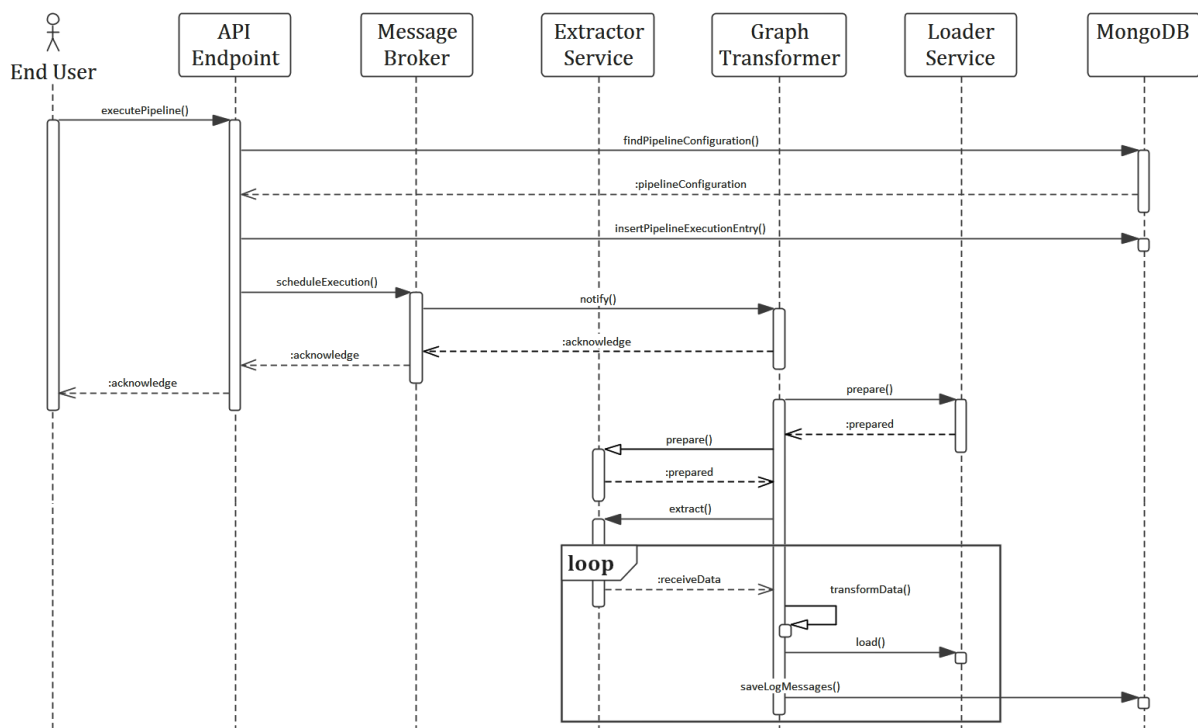 End User
API
Endpoint
Message
Broker
Extractor
Service
Graph
Transformer
Loader
Service
MongoDB
executePipeline()
findPipelineConfiguration()
:pipelineConfiguration
insertPipelineExecutionEntry()
scheduleExecution()
notify()
:acknowledge
:acknowledge
:acknowledge
prepare()
:prepared
prepare()
:prepared
extract()
loop
:receiveData
transformData()
load()
saveLogMessages()